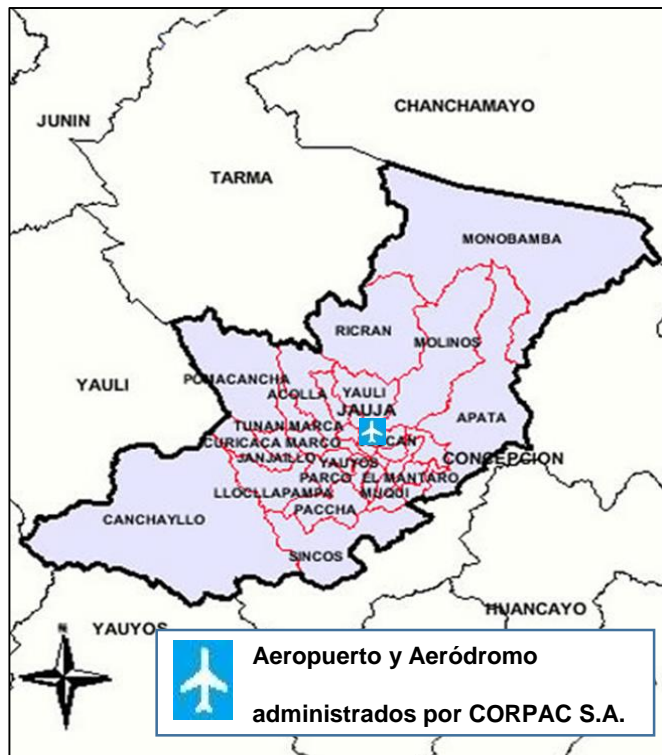 CHANCHAMAYO
JUNIN
TARMA
MONOBAMBA
RICRAN
MOLINOS
YAULI
POMACANCHA
ACOLLA
YAULI
JAUJA
APATA
TUNAN MARCA
CURICACA MARCO
CAN
JANJAILLO
YAUYOS
CONCEPCION
PARCO
EL MANTARO
LLOCLLAPAMPA
MUQUI
PACCHA
CANCHAYLLO
SINCOS
HUANCAYO
YAUYOS
N
Aeropuerto y Aeródromo
administrados por CORPAC S.A.